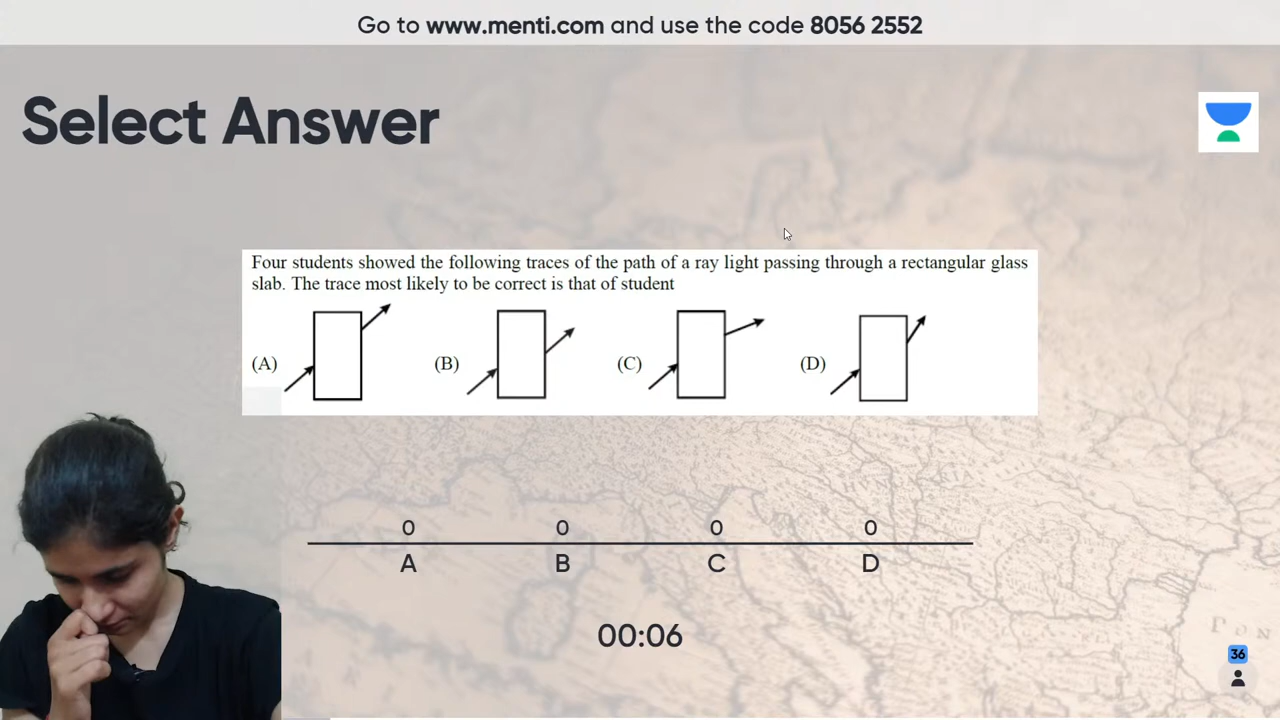 Go to www.menti.com and use the code 8056 2552
Select Answer
Four students showed the following traces of the path of a ray light passing through a rectangular glass
slab. The trace most likely to be correct is that of student
(A) (B) (C) (D)
0 0 0 0
A B C D
00:06
PON
36